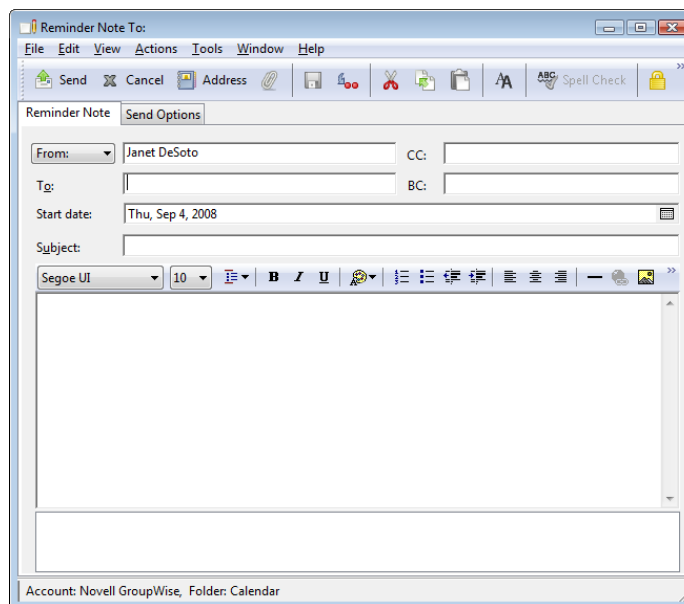 Reminder Note To:
File Edit View Actions Tools Window Help
Send Cancel Address ABC Spell Check »
Reminder Note Send Options
From: Janet DeSoto CC:
To: BC:
Start date: Thu, Sep 4, 2008
Subject:
Segoe UI 10 B I U »
Account: Novell GroupWise, Folder: Calendar